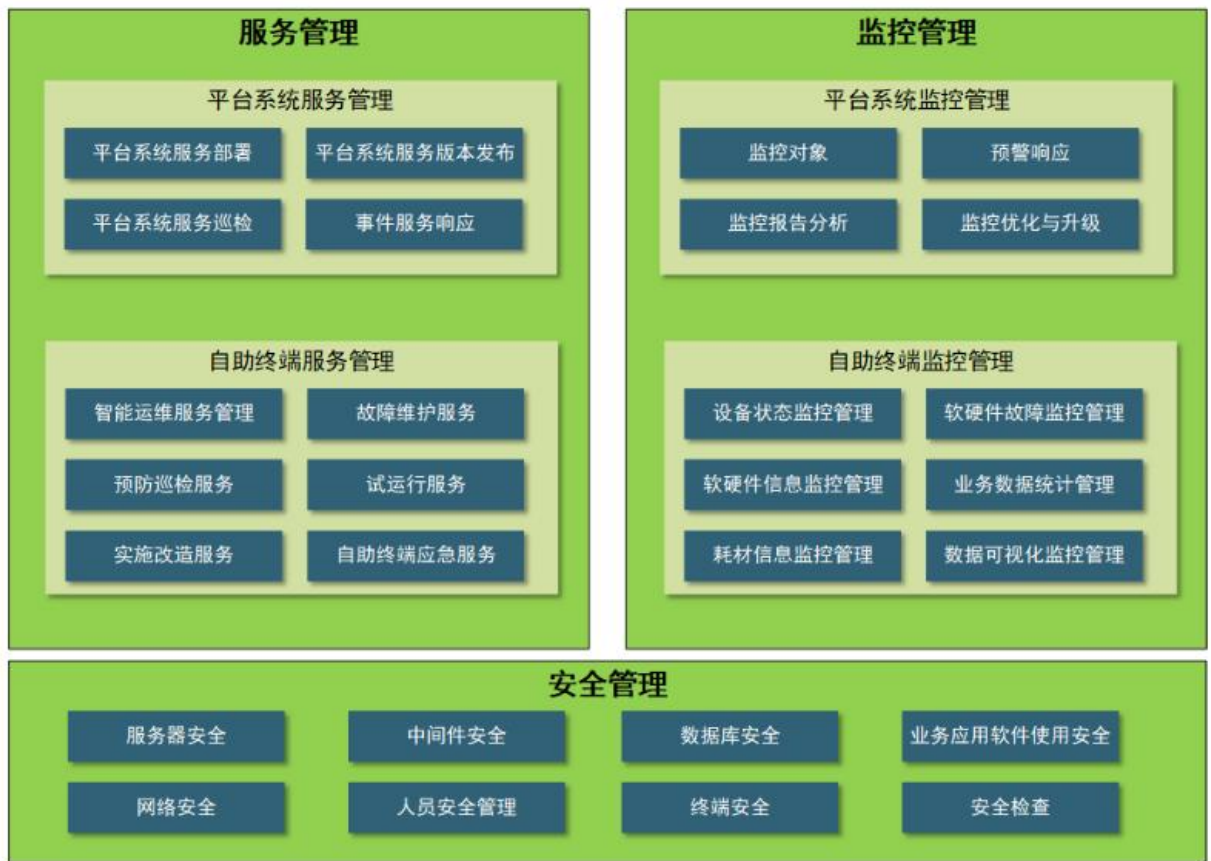 服务管理
平台系统服务管理
平台系统服务部署
平台系统服务版本发布
平台系统服务巡检
事件服务响应
自助终端服务管理
智能运维服务管理
故障维护服务
预防巡检服务
试运行服务
实施改造服务
自助终端应急服务
监控管理
平台系统监控管理
监控对象
预警响应
监控报告分析
监控优化与升级
自助终端监控管理
设备状态监控管理
软硬件故障监控管理
软硬件信息监控管理
业务数据统计管理
耗材信息监控管理
数据可视化监控管理
安全管理
服务器安全
中间件安全
数据库安全
业务应用软件使用安全
网络安全
人员安全管理
终端安全
安全检查